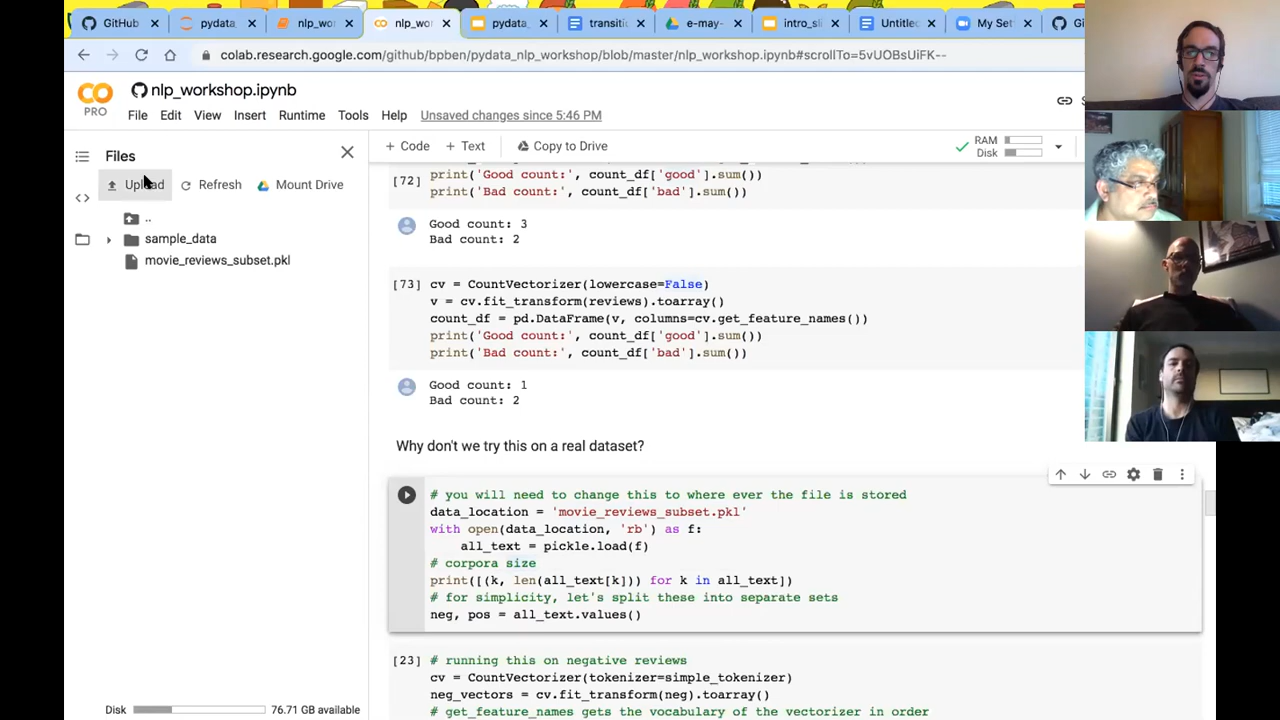 GitHub
pydata
nlp_wo
nlp_wor
pydata_
transitio
e-may-
intro_sli
Untitled
My Set
Gi
colab.research.google.com/github/bpben/pydata_nlp_workshop/blob/master/nlp_workshop.ipynb#scrollTo=5vUOBsUiFK--
PRO
nlp_workshop.ipynb
File Edit View Insert Runtime Tools Help Unsaved changes since 5:46 PM
Files
Upload Refresh Mount Drive
..
sample_data
movie_reviews_subset.pkl
Disk 76.71 GB available
+ Code + Text Copy to Drive
RAM
Disk
[72] print('Good count:', count_df['good'].sum())
print('Bad count:', count_df['bad'].sum())
Good count: 3
Bad count: 2
[73] cv = CountVectorizer(lowercase=False)
v = cv.fit_transform(reviews).toarray()
count_df = pd.DataFrame(v, columns=cv.get_feature_names())
print('Good count:', count_df['good'].sum())
print('Bad count:', count_df['bad'].sum())
Good count: 1
Bad count: 2
Why don't we try this on a real dataset?
# you will need to change this to where ever the file is stored
data_location = 'movie_reviews_subset.pkl'
with open(data_location, 'rb') as f:
all_text = pickle.load(f)
# corpora size
print([(k, len(all_text[k])) for k in all_text])
# for simplicity, let's split these into separate sets
neg, pos = all_text.values()
[23] # running this on negative reviews
cv = CountVectorizer(tokenizer=simple_tokenizer)
neg_vectors = cv.fit_transform(neg).toarray()
# get_feature_names gets the vocabulary of the vectorizer in order